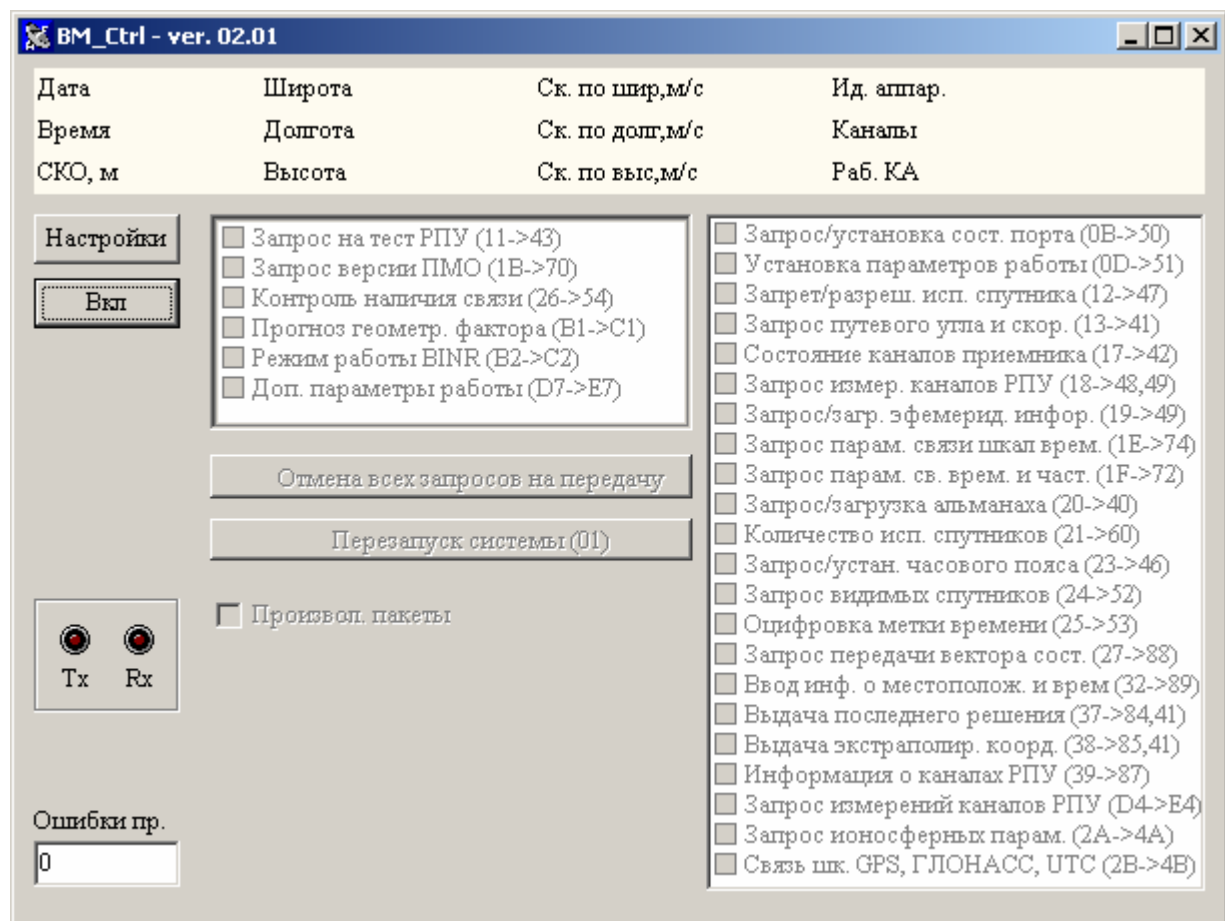 BM_Ctrl - ver. 02.01
Дата Широта Ск. по шир,м/с Ид. аппар.
Время Долгота Ск. по долг,м/с Каналы
СКО, м Высота Ск. по выс,м/с Раб. КА
Настройки
Вкл
Запрос на тест РПУ (11->43)
Запрос версии ПМО (1B->70)
Контроль наличия связи (26->54)
Прогноз геометр. фактора (B1->C1)
Режим работы BINR (B2->C2)
Доп. параметры работы (D7->E7)
Отмена всех запросов на передачу
Перезапуск системы (01)
Произвол. пакеты
Tx Rx
Ошибки пр.
0
Запрос/установка сост. порта (0B->50)
Установка параметров работы (0D->51)
Запрет/разреш. исп. спутника (12->47)
Запрос путевого угла и скор. (13->41)
Состояние каналов приемника (17->42)
Запрос измер. каналов РПУ (18->48,49)
Запрос/загр. эфемерид. инфор. (19->49)
Запрос парам. связи шкал врем. (1E->74)
Запрос парам. св. врем. и част. (1F->72)
Запрос/загрузка альманаха (20->40)
Количество исп. спутников (21->60)
Запрос/устан. часового пояса (23->46)
Запрос видимых спутников (24->52)
Оцифровка метки времени (25->53)
Запрос передачи вектора сост. (27->88)
Ввод инф. о местополож. и врем (32->89)
Выдача последнего решения (37->84,41)
Выдача экстраполир. коорд. (38->85,41)
Информация о каналах РПУ (39->87)
Запрос измерений каналов РПУ (D4->E4)
Запрос ионосферных парам. (2A->4A)
Связь шк. GPS, ГЛОНАСС, UTC (2B->4B)